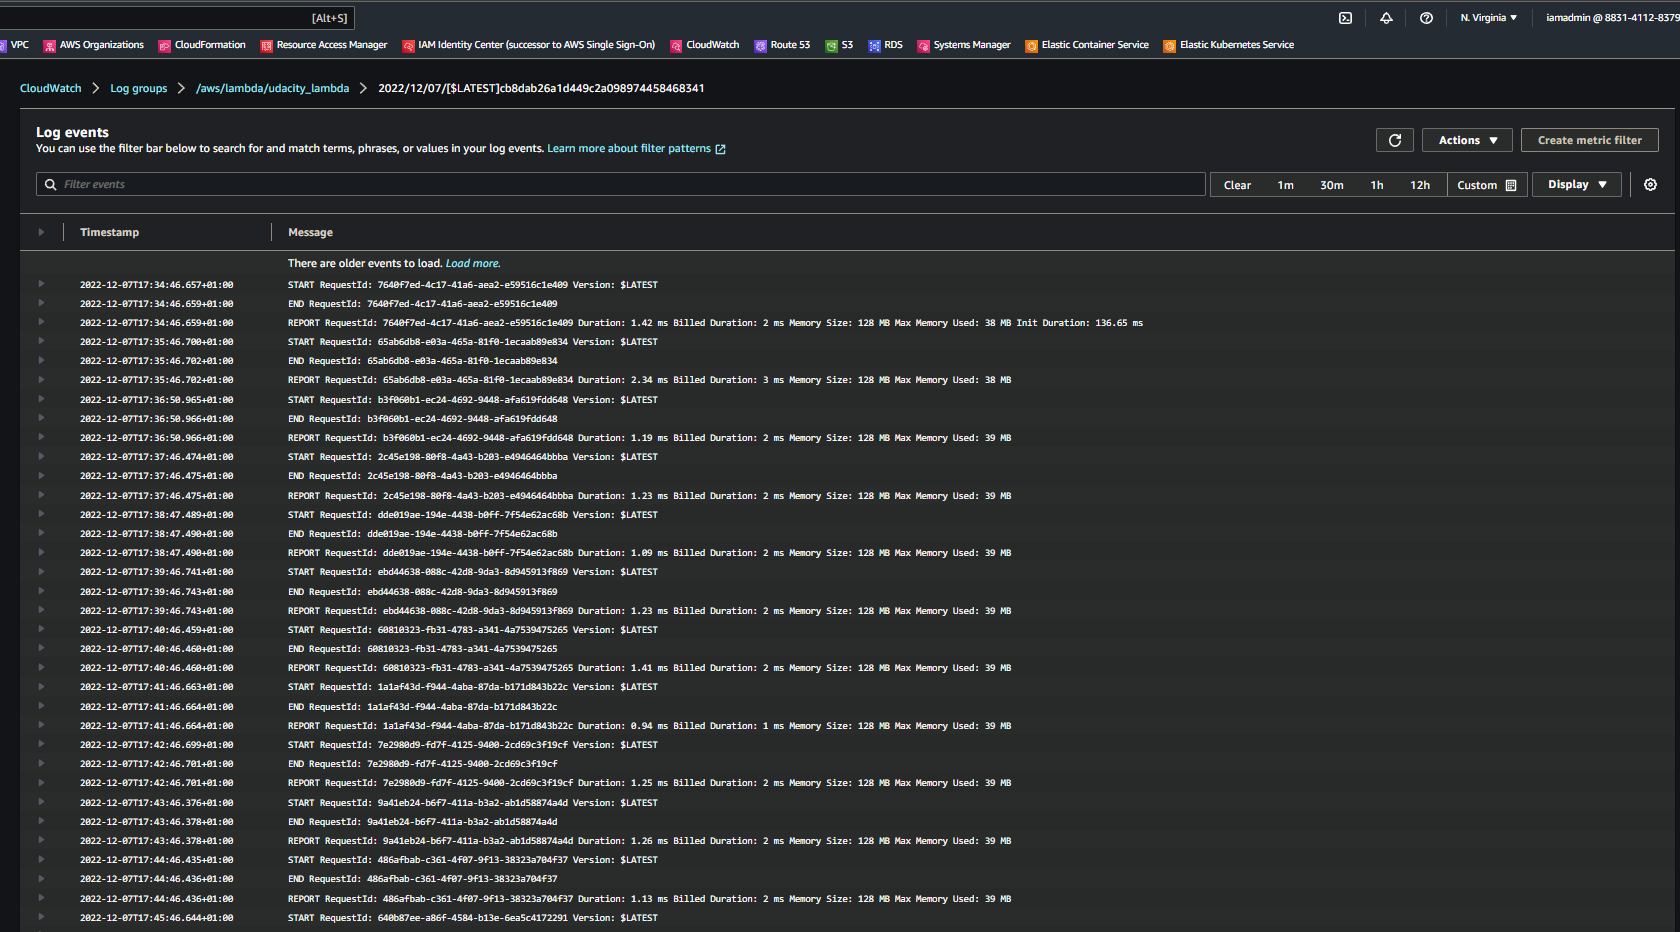 [Alt+S]
N. Virginia ▼
iamadmin @ 8831-4112-8379
VPC AWS Organizations CloudFormation Resource Access Manager IAM Identity Center (successor to AWS Single Sign-On) CloudWatch Route 53 S3 RDS Systems Manager Elastic Container Service Elastic Kubernetes Service
CloudWatch > Log groups > /aws/lambda/udacity_lambda > 2022/12/07/[$LATEST]cb8dab26a1d449c2a098974458468341
Log events
You can use the filter bar below to search for and match terms, phrases, or values in your log events. Learn more about filter patterns
Actions ▼
Create metric filter
Filter events
Clear 1m 30m 1h 12h Custom Display ▼
Timestamp Message
There are older events to load. Load more.
2022-12-07T17:34:46.657+01:00 START RequestId: 7640f7ed-4c17-41a6-aea2-e59516c1e409 Version: $LATEST
2022-12-07T17:34:46.659+01:00 END RequestId: 7640f7ed-4c17-41a6-aea2-e59516c1e409
2022-12-07T17:34:46.659+01:00 REPORT RequestId: 7640f7ed-4c17-41a6-aea2-e59516c1e409 Duration: 1.42 ms Billed Duration: 2 ms Memory Size: 128 MB Max Memory Used: 38 MB Init Duration: 136.65 ms
2022-12-07T17:35:46.700+01:00 START RequestId: 65ab6db8-e03a-465a-81f0-1ecaab89e834 Version: $LATEST
2022-12-07T17:35:46.702+01:00 END RequestId: 65ab6db8-e03a-465a-81f0-1ecaab89e834
2022-12-07T17:35:46.702+01:00 REPORT RequestId: 65ab6db8-e03a-465a-81f0-1ecaab89e834 Duration: 2.34 ms Billed Duration: 3 ms Memory Size: 128 MB Max Memory Used: 38 MB
2022-12-07T17:36:50.965+01:00 START RequestId: b3f060b1-ec24-4692-9448-afa619fdd648 Version: $LATEST
2022-12-07T17:36:50.966+01:00 END RequestId: b3f060b1-ec24-4692-9448-afa619fdd648
2022-12-07T17:36:50.966+01:00 REPORT RequestId: b3f060b1-ec24-4692-9448-afa619fdd648 Duration: 1.19 ms Billed Duration: 2 ms Memory Size: 128 MB Max Memory Used: 39 MB
2022-12-07T17:37:46.474+01:00 START RequestId: 2c45e198-80f8-4a43-b203-e4946464bbba Version: $LATEST
2022-12-07T17:37:46.475+01:00 END RequestId: 2c45e198-80f8-4a43-b203-e4946464bbba
2022-12-07T17:37:46.475+01:00 REPORT RequestId: 2c45e198-80f8-4a43-b203-e4946464bbba Duration: 1.23 ms Billed Duration: 2 ms Memory Size: 128 MB Max Memory Used: 39 MB
2022-12-07T17:38:47.489+01:00 START RequestId: dde019ae-194e-4438-b0ff-7f54e62ac68b Version: $LATEST
2022-12-07T17:38:47.490+01:00 END RequestId: dde019ae-194e-4438-b0ff-7f54e62ac68b
2022-12-07T17:38:47.490+01:00 REPORT RequestId: dde019ae-194e-4438-b0ff-7f54e62ac68b Duration: 1.09 ms Billed Duration: 2 ms Memory Size: 128 MB Max Memory Used: 39 MB
2022-12-07T17:39:46.741+01:00 START RequestId: ebd44638-088c-42d8-9da3-8d945913f869 Version: $LATEST
2022-12-07T17:39:46.743+01:00 END RequestId: ebd44638-088c-42d8-9da3-8d945913f869
2022-12-07T17:39:46.743+01:00 REPORT RequestId: ebd44638-088c-42d8-9da3-8d945913f869 Duration: 1.23 ms Billed Duration: 2 ms Memory Size: 128 MB Max Memory Used: 39 MB
2022-12-07T17:40:46.459+01:00 START RequestId: 60810323-fb31-4783-a341-4a7539475265 Version: $LATEST
2022-12-07T17:40:46.460+01:00 END RequestId: 60810323-fb31-4783-a341-4a7539475265
2022-12-07T17:40:46.460+01:00 REPORT RequestId: 60810323-fb31-4783-a341-4a7539475265 Duration: 1.41 ms Billed Duration: 2 ms Memory Size: 128 MB Max Memory Used: 39 MB
2022-12-07T17:41:46.663+01:00 START RequestId: 1a1af43d-f944-4aba-87da-b171d843b22c Version: $LATEST
2022-12-07T17:41:46.664+01:00 END RequestId: 1a1af43d-f944-4aba-87da-b171d843b22c
2022-12-07T17:41:46.664+01:00 REPORT RequestId: 1a1af43d-f944-4aba-87da-b171d843b22c Duration: 0.94 ms Billed Duration: 1 ms Memory Size: 128 MB Max Memory Used: 39 MB
2022-12-07T17:42:46.699+01:00 START RequestId: 7e2980d9-fd7f-4125-9400-2cd69c3f19cf Version: $LATEST
2022-12-07T17:42:46.701+01:00 END RequestId: 7e2980d9-fd7f-4125-9400-2cd69c3f19cf
2022-12-07T17:42:46.701+01:00 REPORT RequestId: 7e2980d9-fd7f-4125-9400-2cd69c3f19cf Duration: 1.25 ms Billed Duration: 2 ms Memory Size: 128 MB Max Memory Used: 39 MB
2022-12-07T17:43:46.376+01:00 START RequestId: 9a41eb24-b6f7-411a-b3a2-ab1d58874a4d Version: $LATEST
2022-12-07T17:43:46.378+01:00 END RequestId: 9a41eb24-b6f7-411a-b3a2-ab1d58874a4d
2022-12-07T17:43:46.378+01:00 REPORT RequestId: 9a41eb24-b6f7-411a-b3a2-ab1d58874a4d Duration: 1.26 ms Billed Duration: 2 ms Memory Size: 128 MB Max Memory Used: 39 MB
2022-12-07T17:44:46.435+01:00 START RequestId: 486afbab-c361-4f07-9f13-38323a704f37 Version: $LATEST
2022-12-07T17:44:46.436+01:00 END RequestId: 486afbab-c361-4f07-9f13-38323a704f37
2022-12-07T17:44:46.436+01:00 REPORT RequestId: 486afbab-c361-4f07-9f13-38323a704f37 Duration: 1.13 ms Billed Duration: 2 ms Memory Size: 128 MB Max Memory Used: 39 MB
2022-12-07T17:45:46.644+01:00 START RequestId: 640b87ee-a86f-4584-b13e-6ea5c4172291 Version: $LATEST